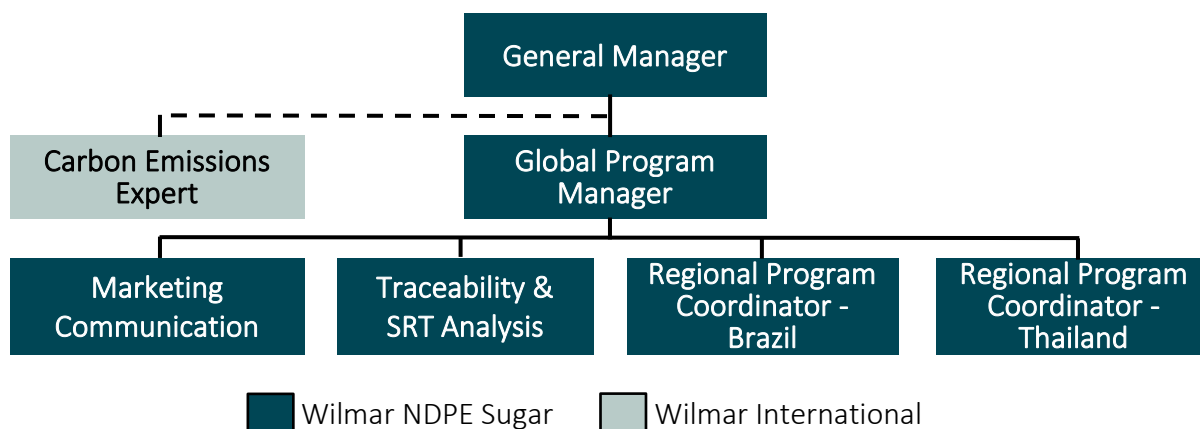 General Manager
Carbon Emissions
Expert
Global Program
Manager
Marketing
Communication
Traceability &
SRT Analysis
Regional Program
Coordinator -
Brazil
Regional Program
Coordinator -
Thailand
Wilmar NDPE Sugar
Wilmar International